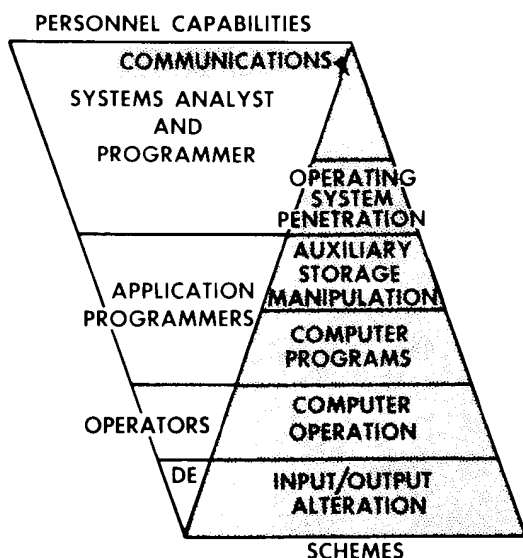 PERSONNEL CAPABILITIES
COMMUNICATIONS
SYSTEMS ANALYST
AND
PROGRAMMER
OPERATING
SYSTEM
PENETRATION
AUXILIARY
STORAGE
MANIPULATION
APPLICATION
PROGRAMMERS
COMPUTER
PROGRAMS
OPERATORS
COMPUTER
OPERATION
DE
INPUT/OUTPUT
ALTERATION
SCHEMES